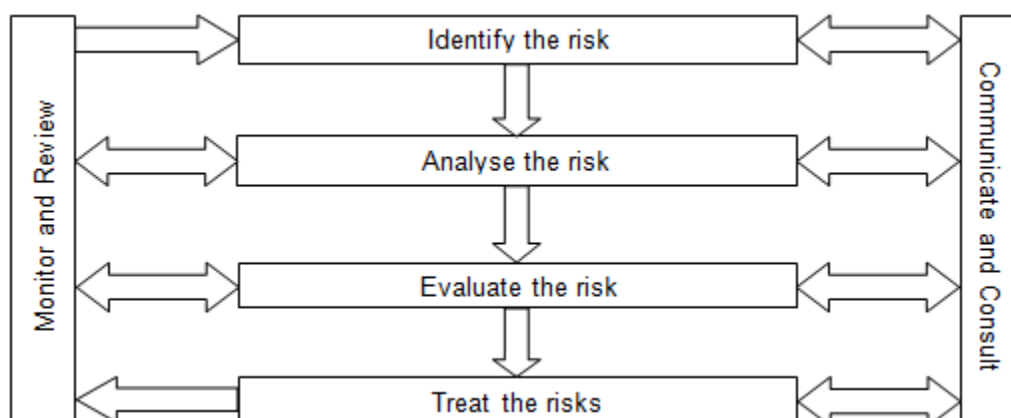 Identify the risk
Analyse the risk
Evaluate the risk
Treat the risks
Monitor and Review
Communicate and Consult